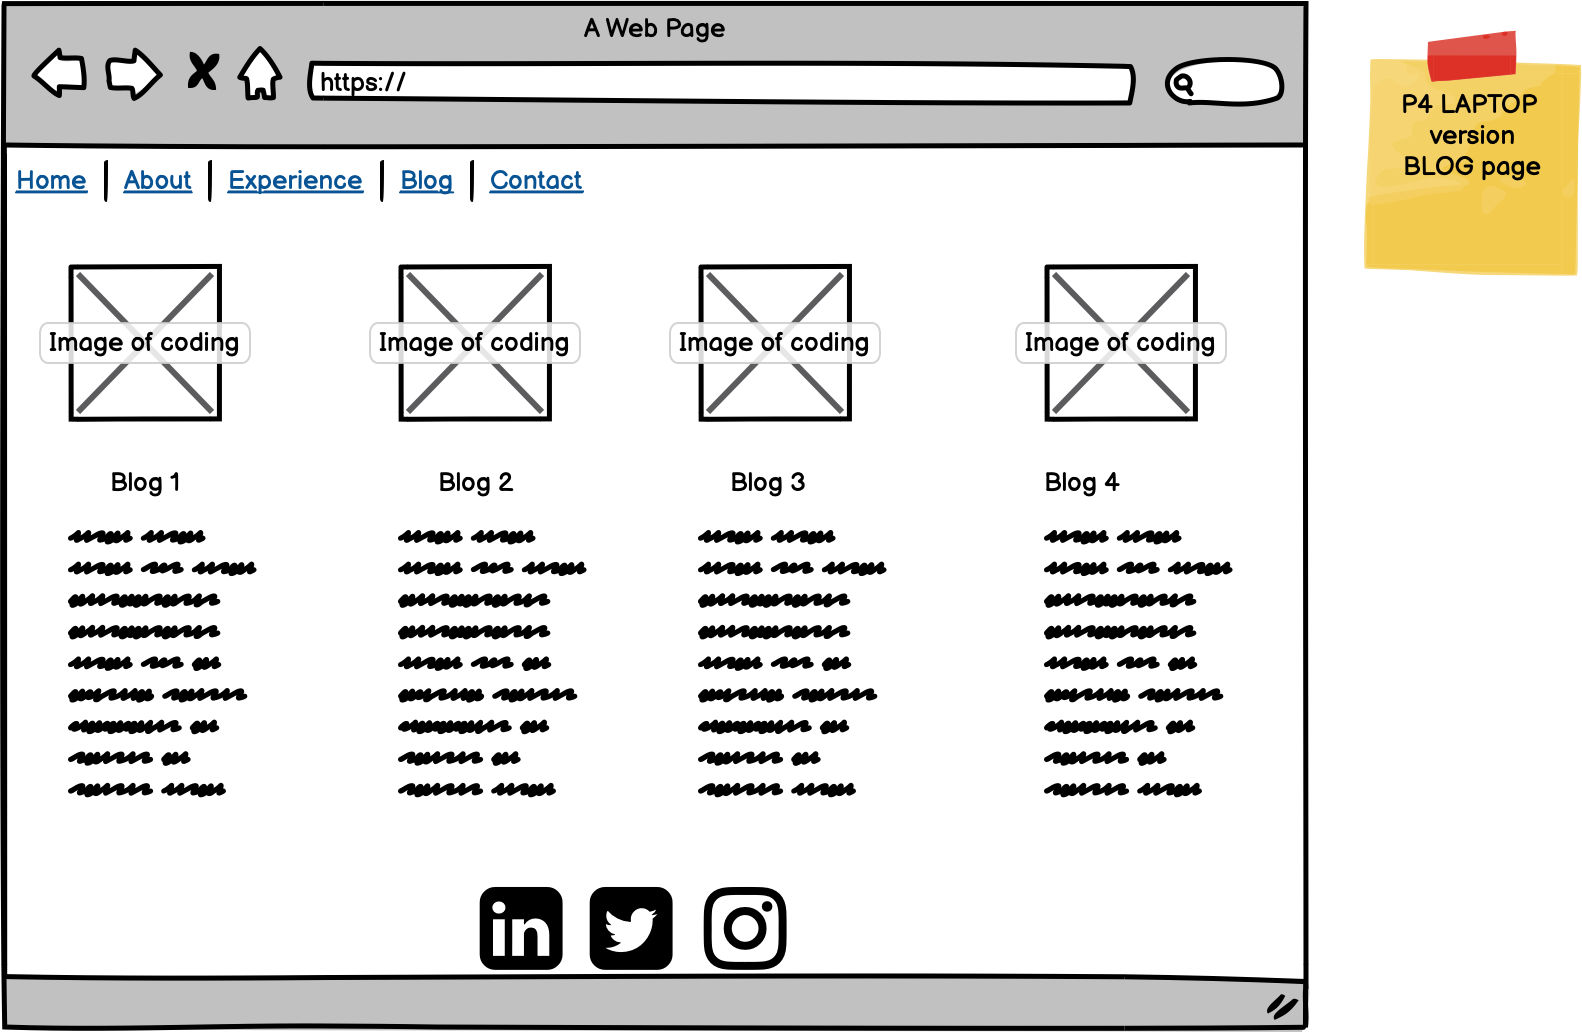 A Web Page
https://
Home About Experience Blog Contact
Image of coding Image of coding Image of coding Image of coding
Blog 1 Blog 2 Blog 3 Blog 4
in
P4 LAPTOP
version
BLOG page